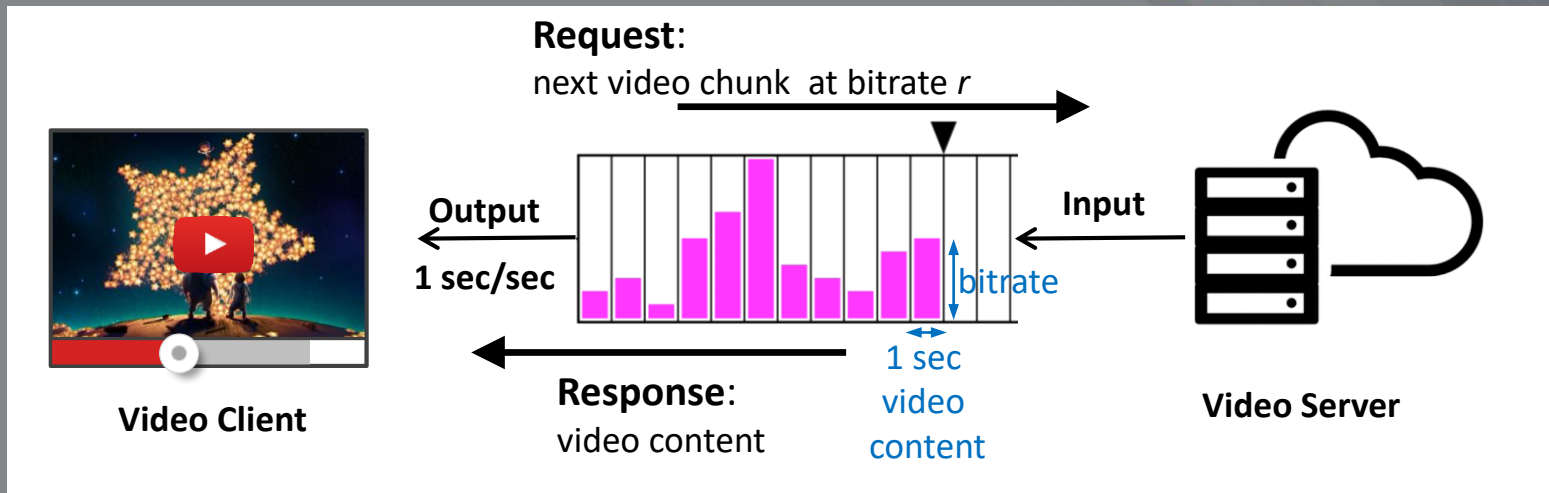 Request:
next video chunk at bitrate r
Output
1 sec/sec
Input
bitrate
1 sec
video
content
Response:
video content
Video Client
Video Server